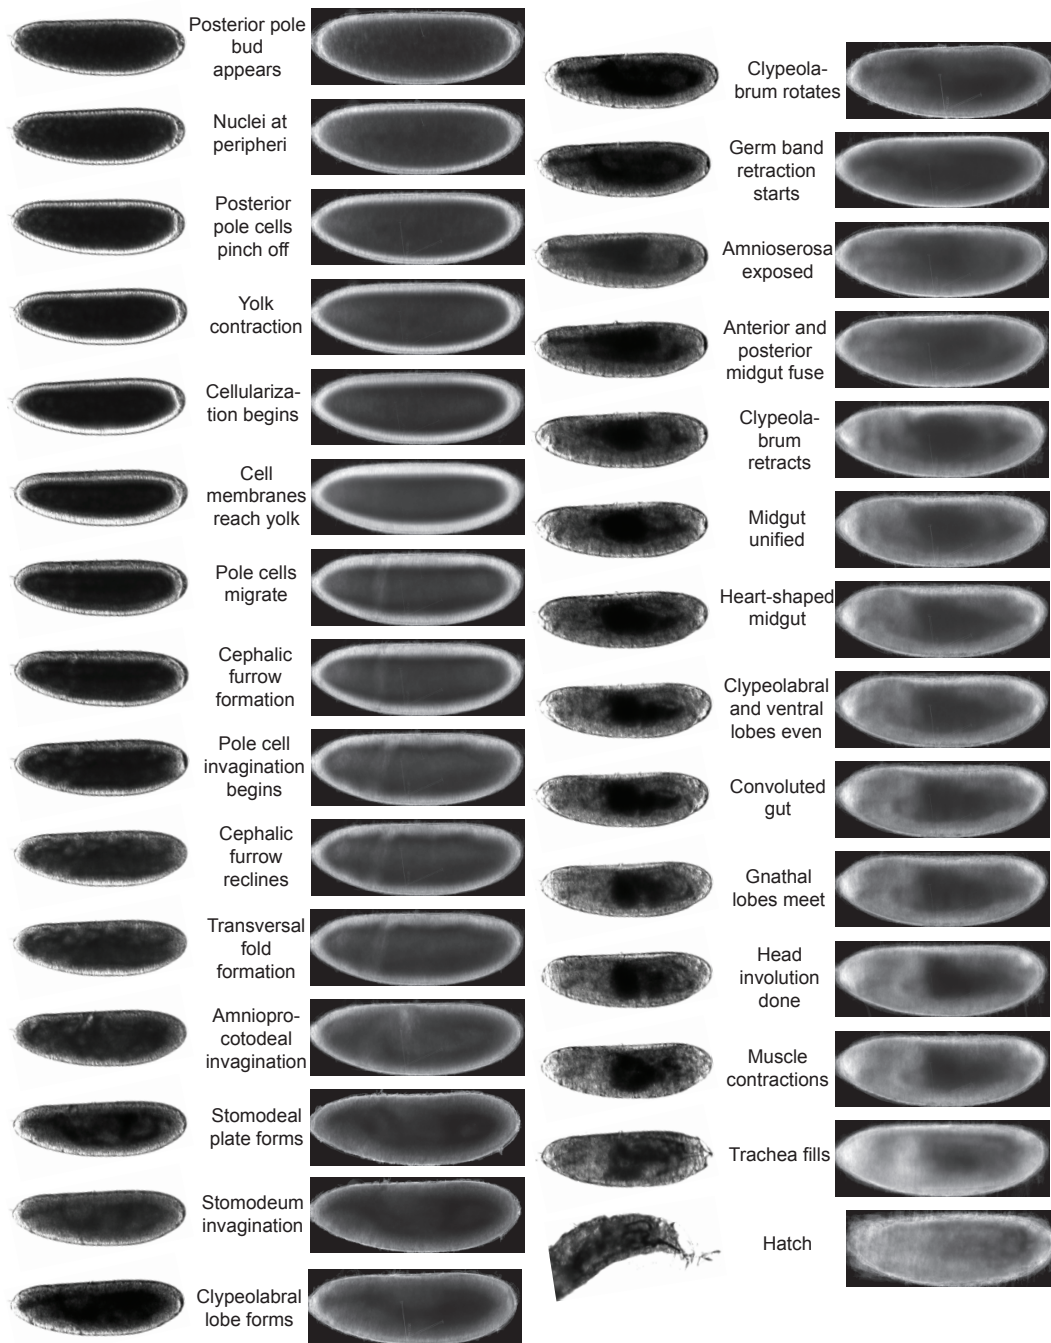 Posterior pole
bud
appears
Nuclei at
peripheri
Posterior
pole cells
pinch off
Yolk
contraction
Cellulariza-
tion begins
Cell
membranes
reach yolk
Pole cells
migrate
Cephalic
furrow
formation
Pole cell
invagination
begins
Cephalic
furrow
reclines
Transversal
fold
formation
Amniopro-
cotodeal
invagination
Stomodeal
plate forms
Stomodeum
invagination
Clypeolabral
lobe forms
Clypeola-
brum rotates
Germ band
retraction
starts
Amnioserosa
exposed
Anterior and
posterior
midgut fuse
Clypeola-
brum
retracts
Midgut
unified
Heart-shaped
midgut
Clypeolabral
and ventral
lobes even
Convoluted
gut
Gnathal
lobes meet
Head
involution
done
Muscle
contractions
Trachea fills
Hatch